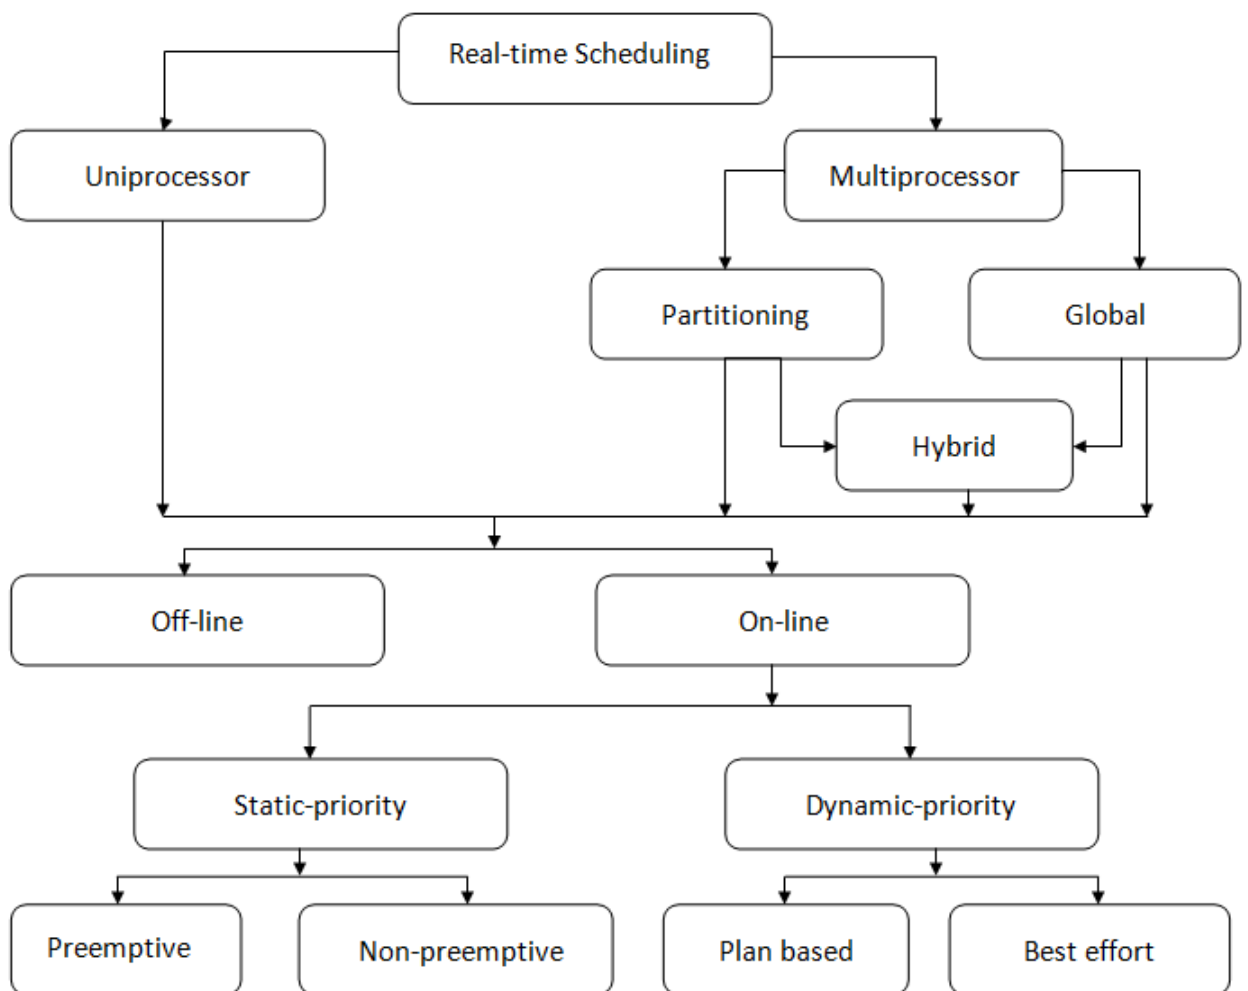 Real-time Scheduling
Uniprocessor
Multiprocessor
Partitioning
Global
Hybrid
Off-line
On-line
Static-priority
Dynamic-priority
Preemptive
Non-preemptive
Plan based
Best effort